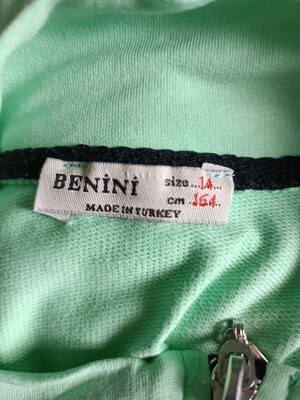 BENİNİ
size...14...
cm..164..
MADE IN TURKEY